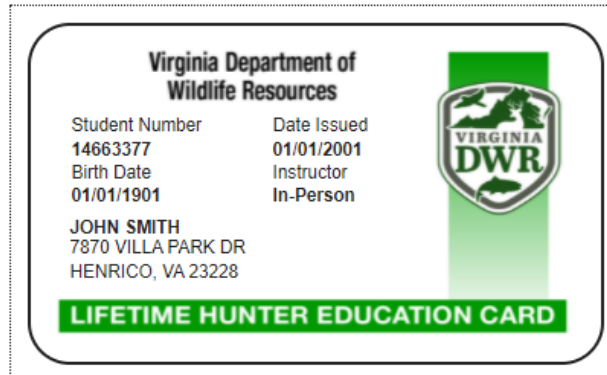 Virginia Department of
Wildlife Resources
Student Number Date Issued
14663377 01/01/2001
Birth Date Instructor
01/01/1901 In-Person
JOHN SMITH
7870 VILLA PARK DR
HENRICO, VA 23228
VIRGINIA
DWR
LIFETIME HUNTER EDUCATION CARD